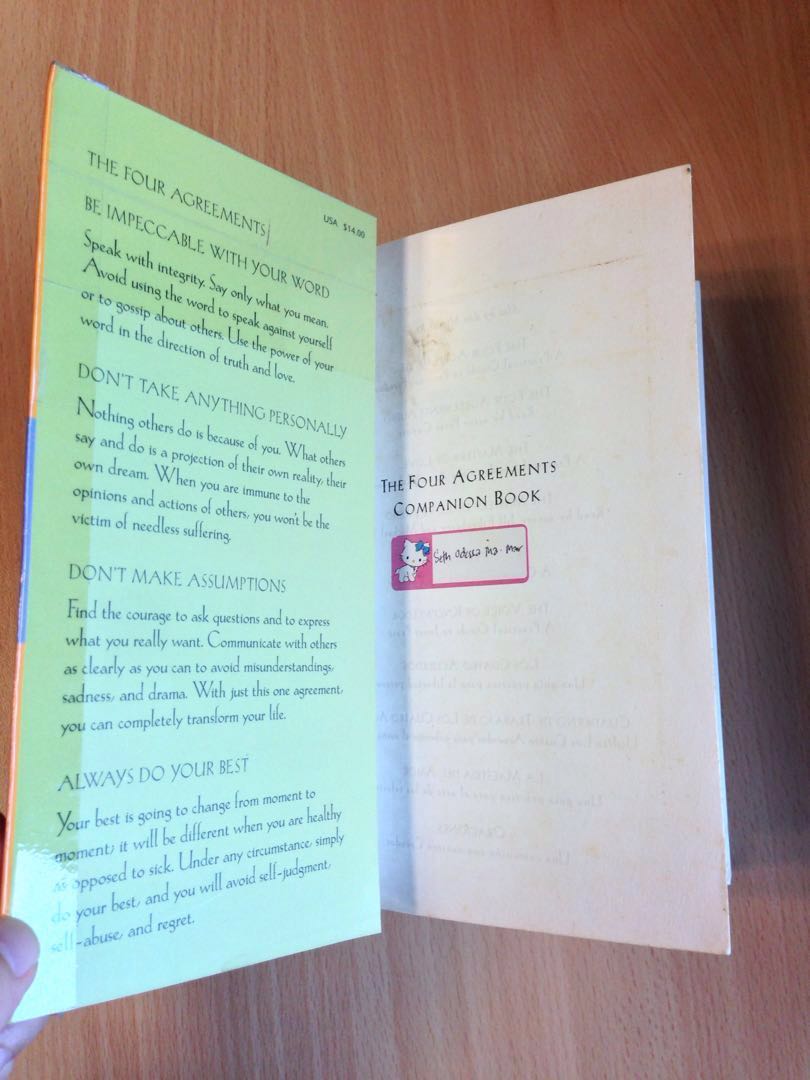 THE FOUR AGREEMENTS
USA $14.00
BE IMPECCABLE WITH YOUR WORD
Speak with integrity. Say only what you mean.
Avoid using the word to speak against yourself
or to gossip about others. Use the power of your
word in the direction of truth and love.
DON'T TAKE ANYTHING PERSONALLY
Nothing others do is because of you. What others
say and do is a projection of their own reality, their
own dream. When you are immune to the
opinions and actions of others, you won't be the
victim of needless suffering.
DON'T MAKE ASSUMPTIONS
Find the courage to ask questions and to express
what you really want. Communicate with others
as clearly as you can to avoid misunderstandings,
sadness, and drama. With just this one agreement,
you can completely transform your life.
ALWAYS DO YOUR BEST
Your best is going to change from moment to
moment; it will be different when you are healthy
as opposed to sick. Under any circumstance, simply
do your best, and you will avoid self-judgment,
self-abuse, and regret.
THE FOUR AGREEMENTS
COMPANION BOOK
Seth Odessa